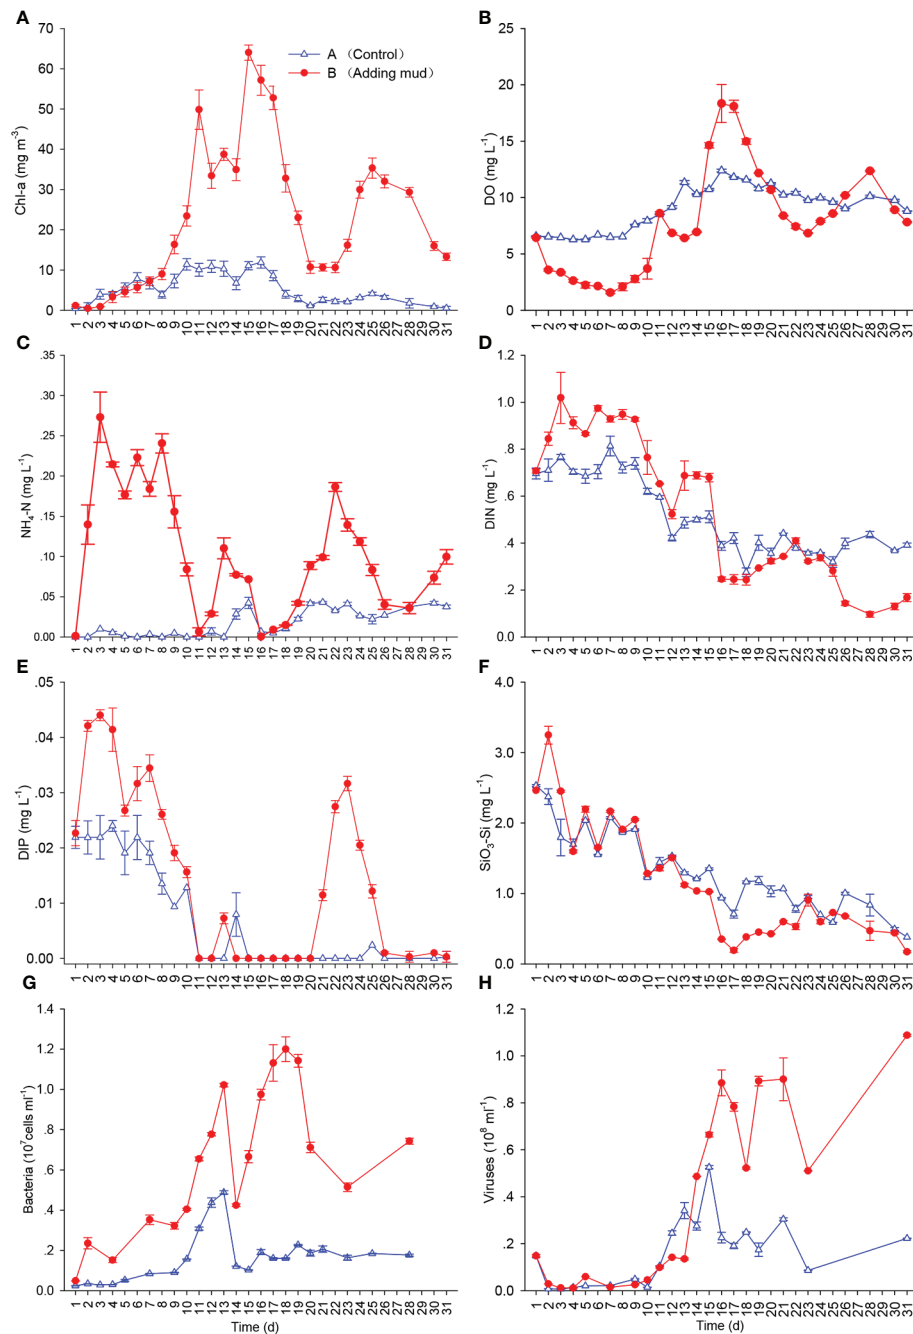 A
B
Chl-a (mg m-3)
70
60
50
40
30
20
10
0
A （Control）
B （Adding mud）
1 2 3 4 5 6 7 8 9 10 11 12 13 14 15 16 17 18 19 20 21 22 23 24 25 26 27 28 29 30 31
DO (mg L-1)
25
20
15
10
5
0
1 2 3 4 5 6 7 8 9 10 11 12 13 14 15 16 17 18 19 20 21 22 23 24 25 26 27 28 29 30 31
C
D
NH4-N (mg L-1)
.35
.30
.25
.20
.15
.10
.05
0.00
1 2 3 4 5 6 7 8 9 10 11 12 13 14 15 16 17 18 19 20 21 22 23 24 25 26 27 28 29 30 31
DIN (mg L-1)
1.2
1.0
.8
.6
.4
.2
0.0
1 2 3 4 5 6 7 8 9 10 11 12 13 14 15 16 17 18 19 20 21 22 23 24 25 26 27 28 29 30 31
E
F
DIP (mg L-1)
.05
.04
.03
.02
.01
0.00
1 2 3 4 5 6 7 8 9 10 11 12 13 14 15 16 17 18 19 20 21 22 23 24 25 26 27 28 29 30 31
SiO3-Si (mg L-1)
4.0
3.0
2.0
1.0
0.0
1 2 3 4 5 6 7 8 9 10 11 12 13 14 15 16 17 18 19 20 21 22 23 24 25 26 27 28 29 30 31
G
H
Bacteria (10⁷cells ml-1)
1.4
1.2
1.0
.8
.6
.4
.2
0.0
1 2 3 4 5 6 7 8 9 10 11 12 13 14 15 16 17 18 19 20 21 22 23 24 25 26 27 28 29 30 31
Time (d)
Viruses (10⁸ ml-1)
1.2
1.0
.8
.6
.4
.2
0.0
1 2 3 4 5 6 7 8 9 10 11 12 13 14 15 16 17 18 19 20 21 22 23 24 25 26 27 28 29 30 31
Time (d)